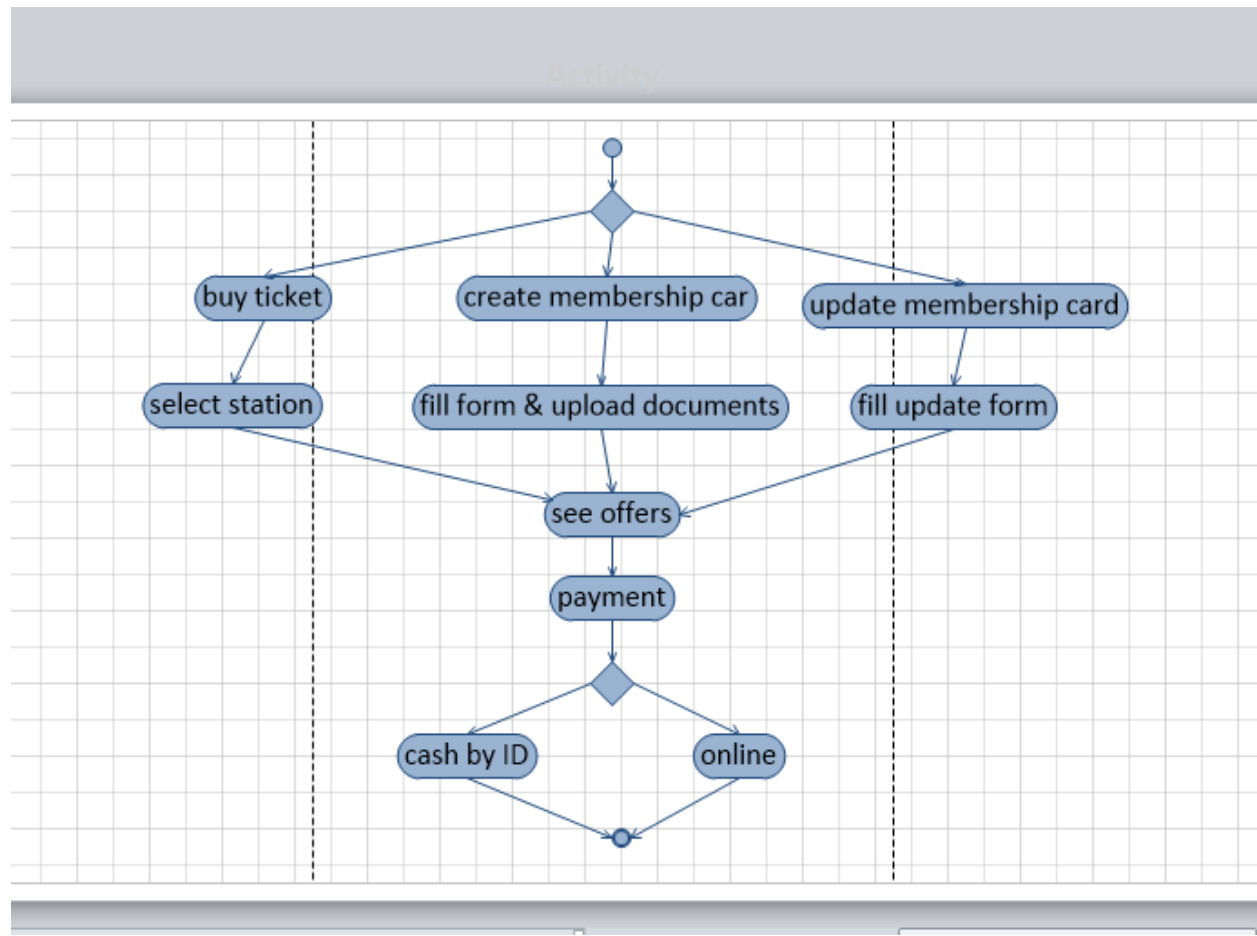 Activity
buy ticket
create membership car
update membership card
select station
fill form & upload documents
fill update form
see offers
payment
cash by ID
online